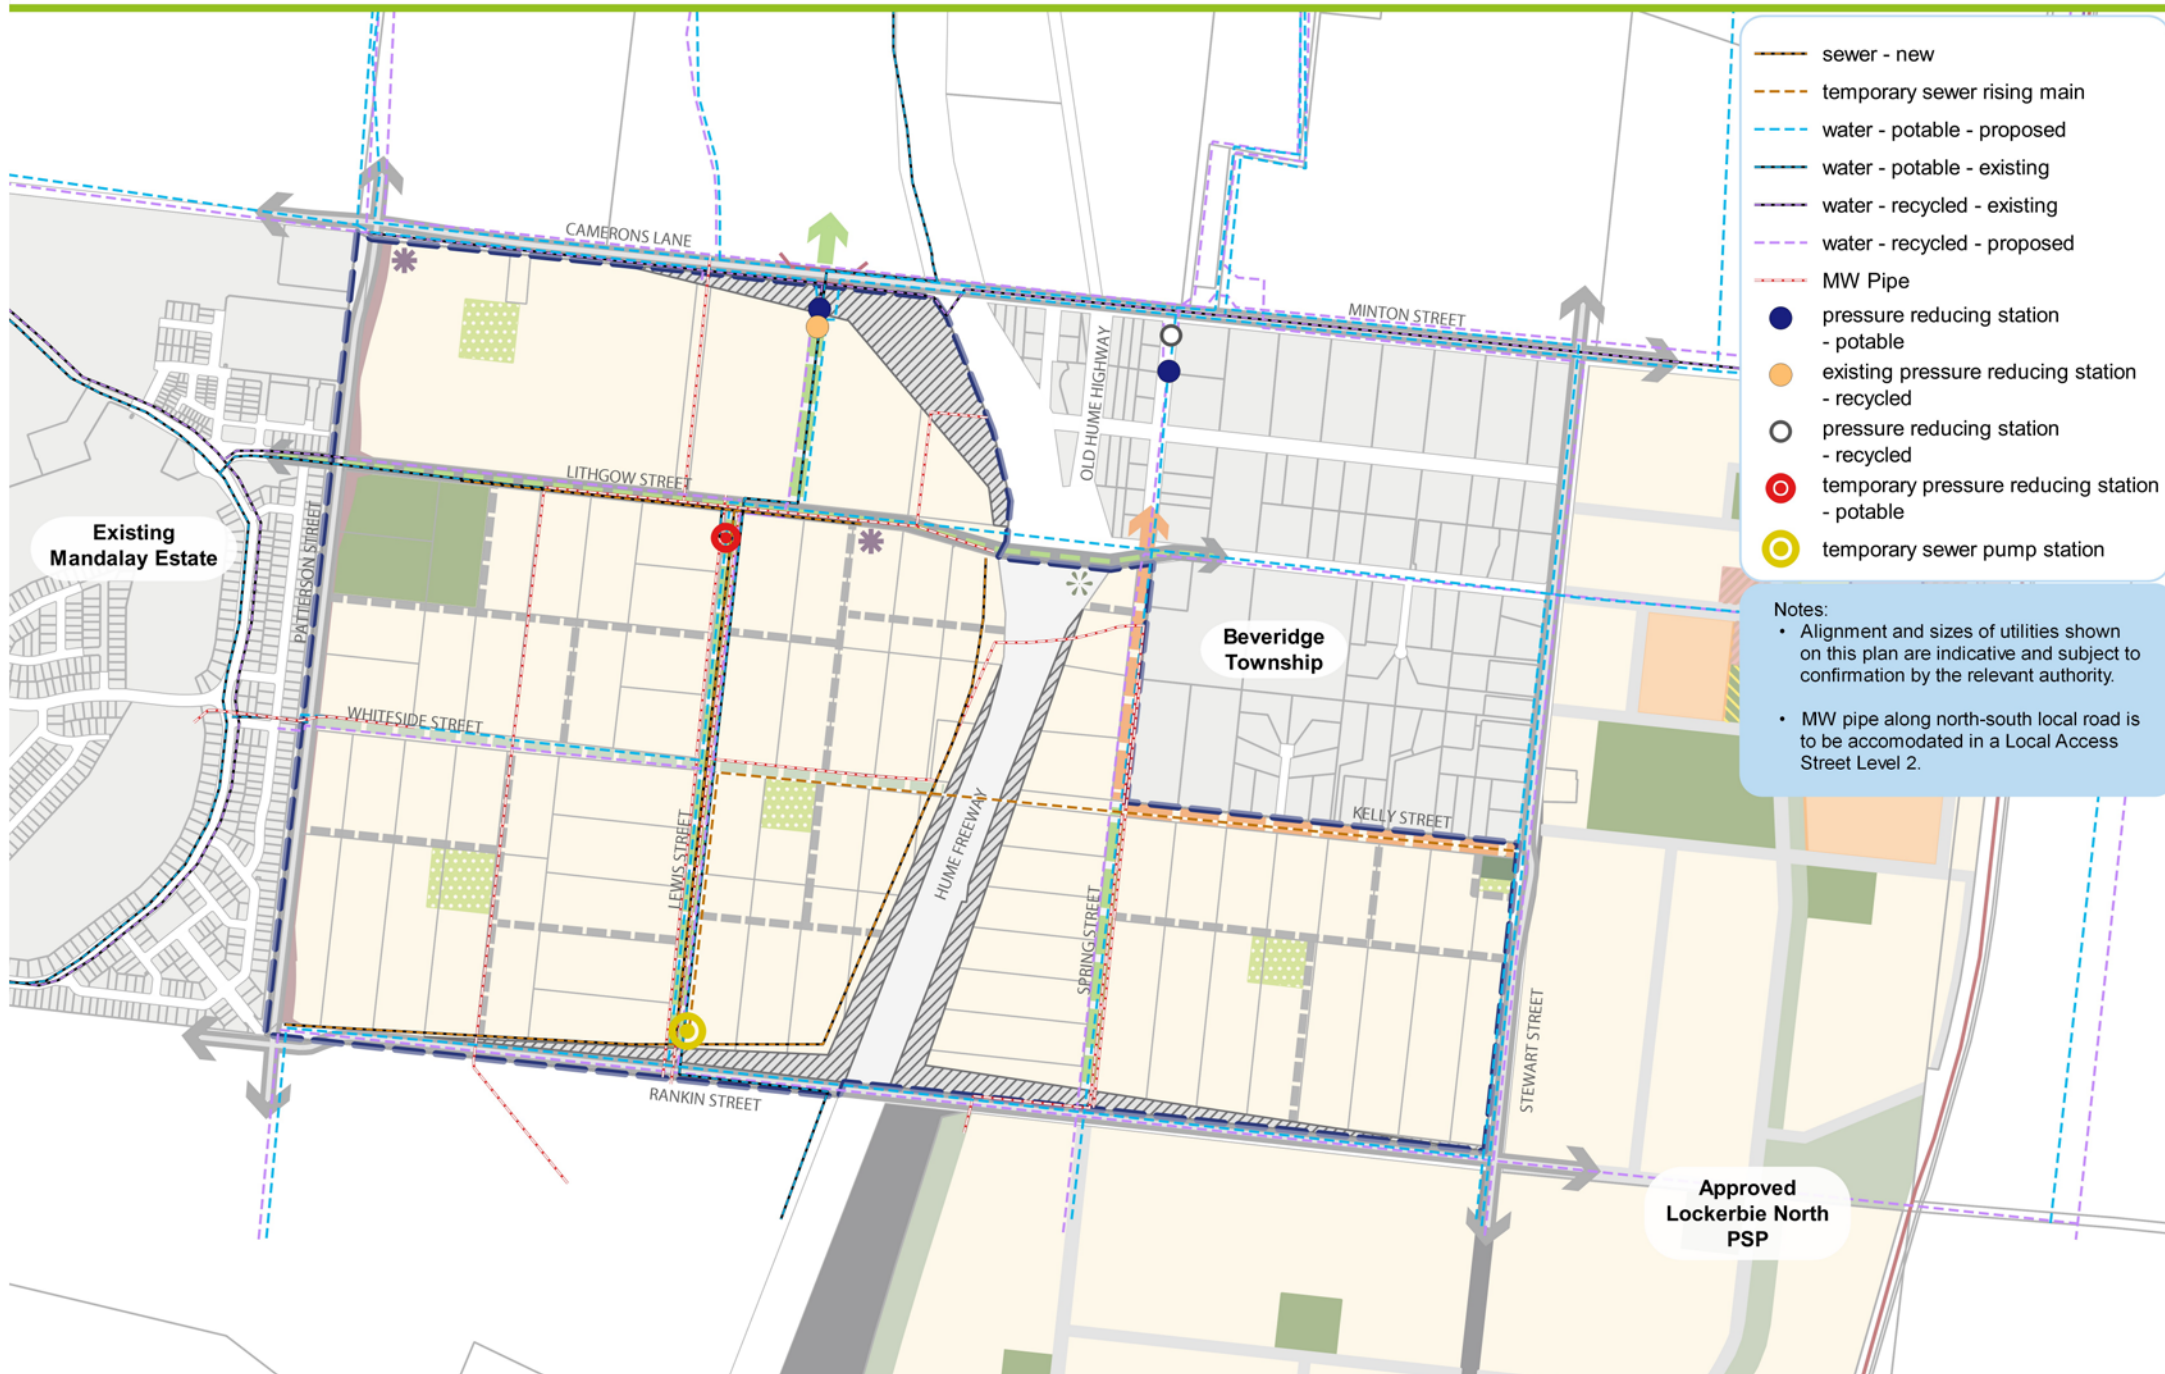 sewer - new
temporary sewer rising main
water - potable - proposed
water - potable - existing
water - recycled - existing
water - recycled - proposed
MW Pipe
pressure reducing station
- potable
existing pressure reducing station
- recycled
pressure reducing station
- recycled
temporary pressure reducing station
- potable
temporary sewer pump station
Notes:
• Alignment and sizes of utilities shown
on this plan are indicative and subject to
confirmation by the relevant authority.
• MW pipe along north-south local road is
to be accomodated in a Local Access
Street Level 2.
CAMERONS LANE
MINTON STREET
OLD HUME HIGHWAY
LITHGOW STREET
PATTERSON STREET
Existing
Mandalay Estate
Beveridge
Township
WHITESIDE STREET
LEWIS STREET
HUME FREEWAY
KELLY STREET
SPRING STREET
STEWART STREET
RANKIN STREET
Approved
Lockerbie North
PSP